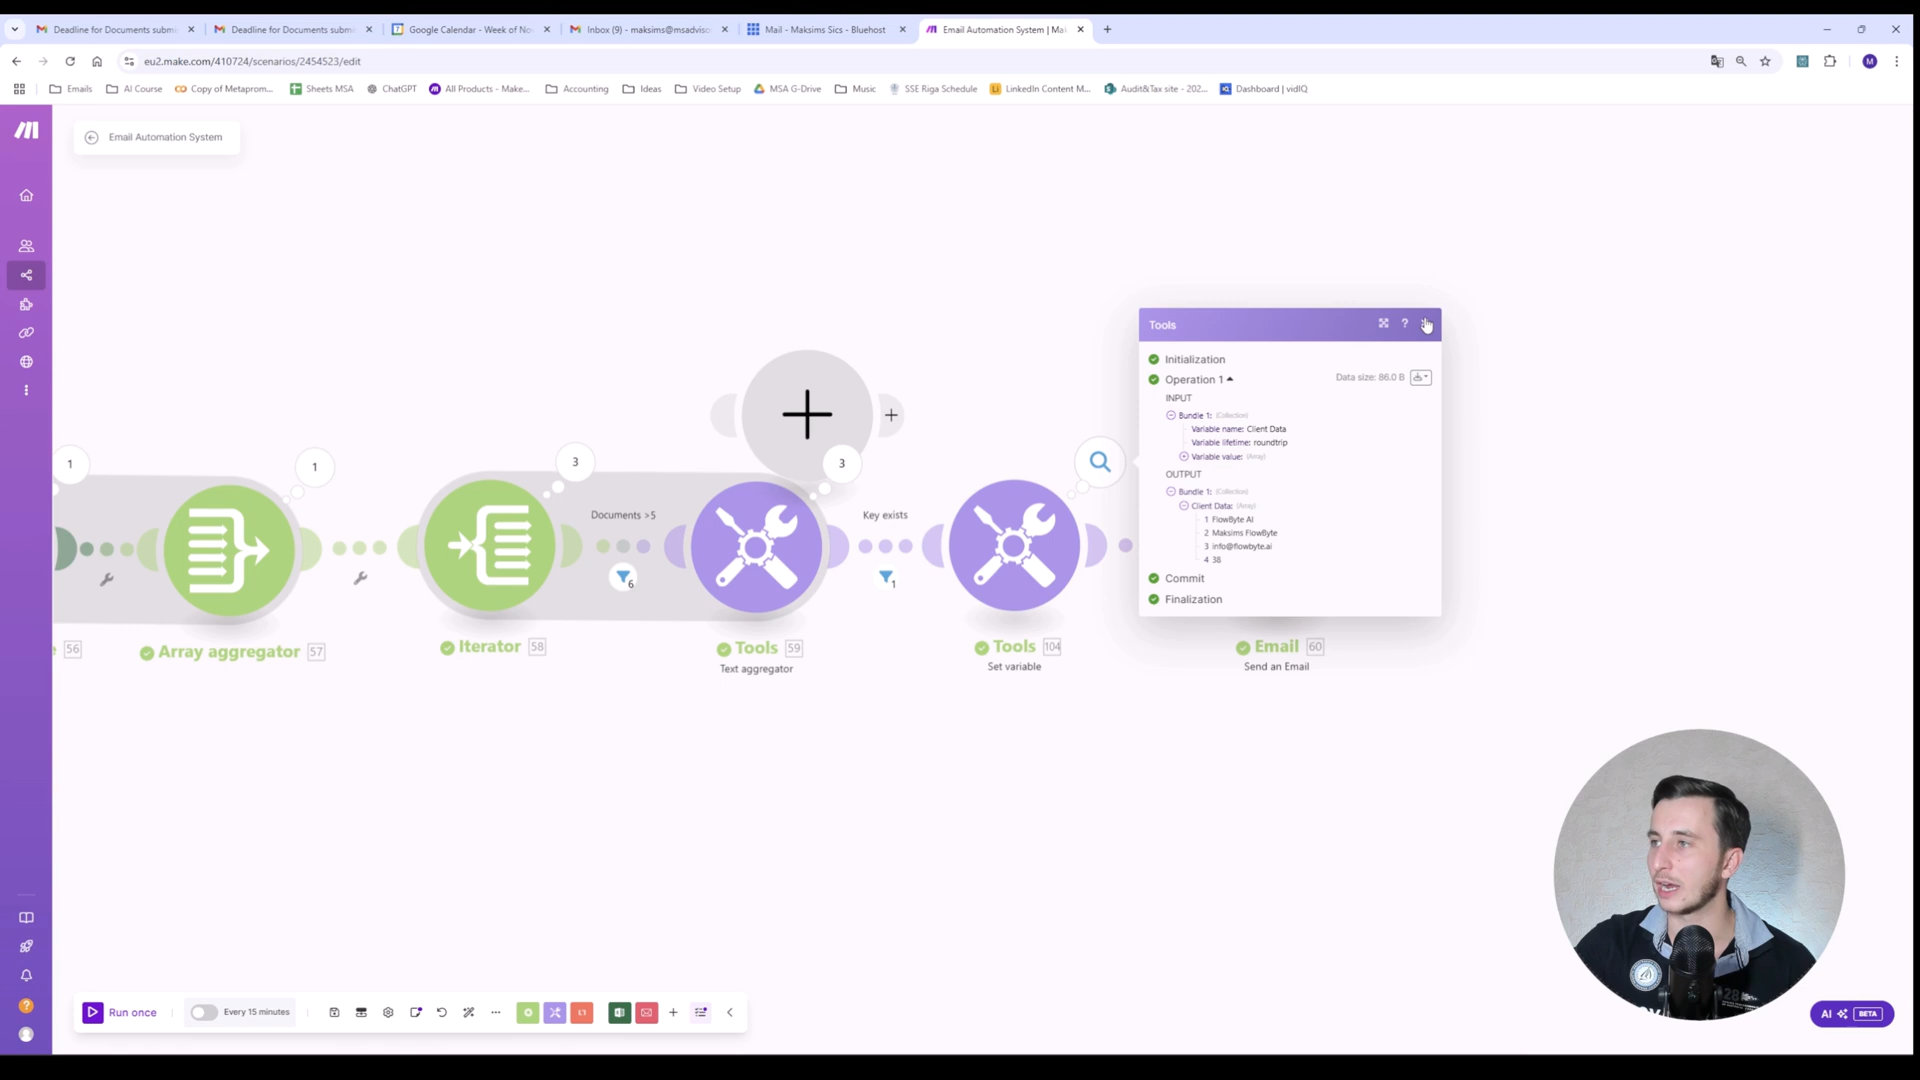 Deadline for Documents submi
Deadline for Documents subm
Google Calendar - Week of No
Inbox (9) - maksims@msadviso
Mail - Maksims Sics - Bluehost
Email Automation System | Ma
eu2.make.com/410724/scenarios/2454523/edit
M
Emails
AI Course
Copy of Metaprom...
Sheets MSA
ChatGPT
All Products - Make...
Accounting
Ideas
Video Setup
MSA G-Drive
Music
SSE Riga Schedule
LinkedIn Content M...
Audit&Tax site - 202...
Dashboard | vidIQ
Email Automation System
Tools
?
Initialization
Operation 1
Data size: 86.0 B
INPUT
Bundle 1: (Collection)
Variable name: Client Data
Variable lifetime: roundtrip
Variable value: (Array)
OUTPUT
Bundle 1: (Collection)
Client Data: (Array)
1 FlowByte AI
2 Maksims FlowByte
3 info@flowbyte.ai
4 38
Commit
Finalization
1
1
3
3
Documents >5
Key exists
6
1
56
Array aggregator 57
Iterator 58
Tools 59
Text aggregator
Tools 104
Set variable
Email 60
Send an Email
28
Run once
Every 15 minutes
?
AI BETA